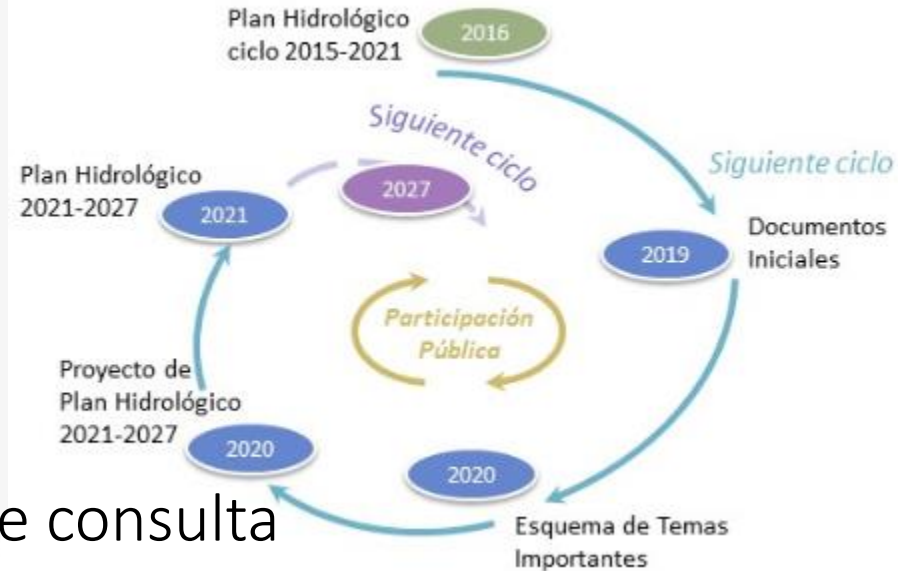 Plan Hidrológico
ciclo 2015-2021
2016
Siguiente ciclo
Siguiente ciclo
Plan Hidrológico
2021-2027
2021
2027
2019
Documentos
Iniciales
Participación
Pública
Proyecto de
Plan Hidrológico
2021-2027
2020
2020
Esquema de Temas
Importantes
e consulta